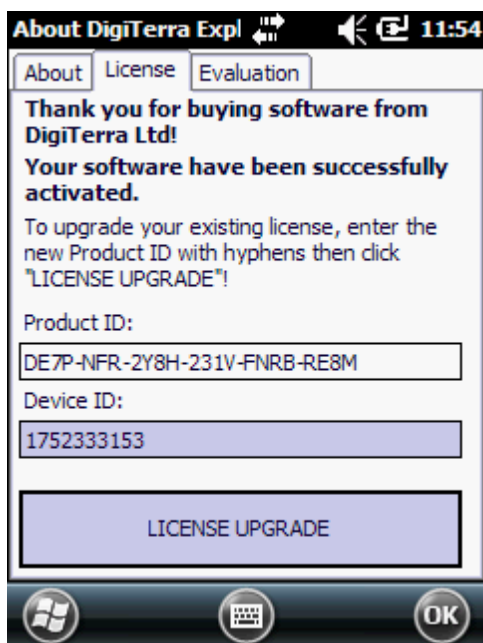 About DigiTerra Expl 11:54
About License Evaluation
Thank you for buying software from
DigiTerra Ltd!
Your software have been successfully
activated.
To upgrade your existing license, enter the
new Product ID with hyphens then click
"LICENSE UPGRADE"!
Product ID:
DE7P-NFR-2Y8H-231V-FNRB-RE8M
Device ID:
1752333153
LICENSE UPGRADE
OK